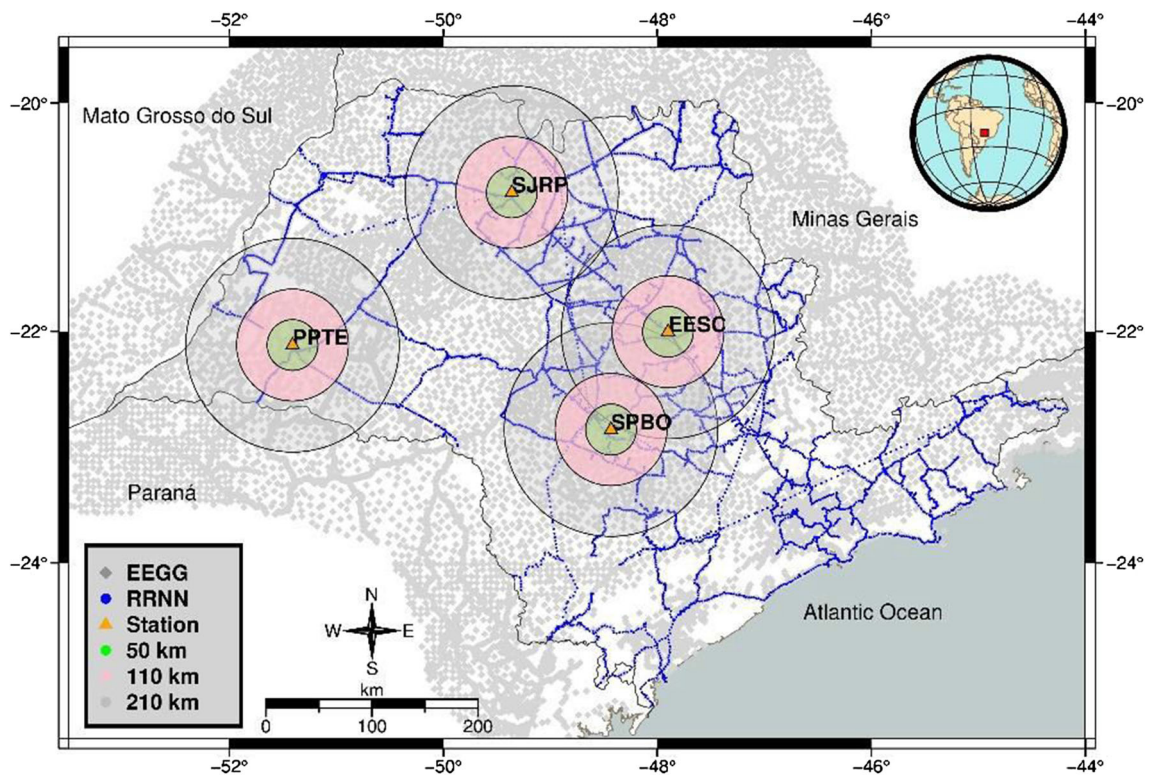 −52° −50° −48° −46° −44°
−20° −20°
Mato Grosso do Sul
SJRP
Minas Gerais
−22° −22°
PPTE
EESC
SPBO
Paraná
−24° −24°
EEGG
RRNN
Station
50 km
110 km
210 km
N
W E
S
km
0 100 200
Atlantic Ocean
−52° −50° −48° −46° −44°